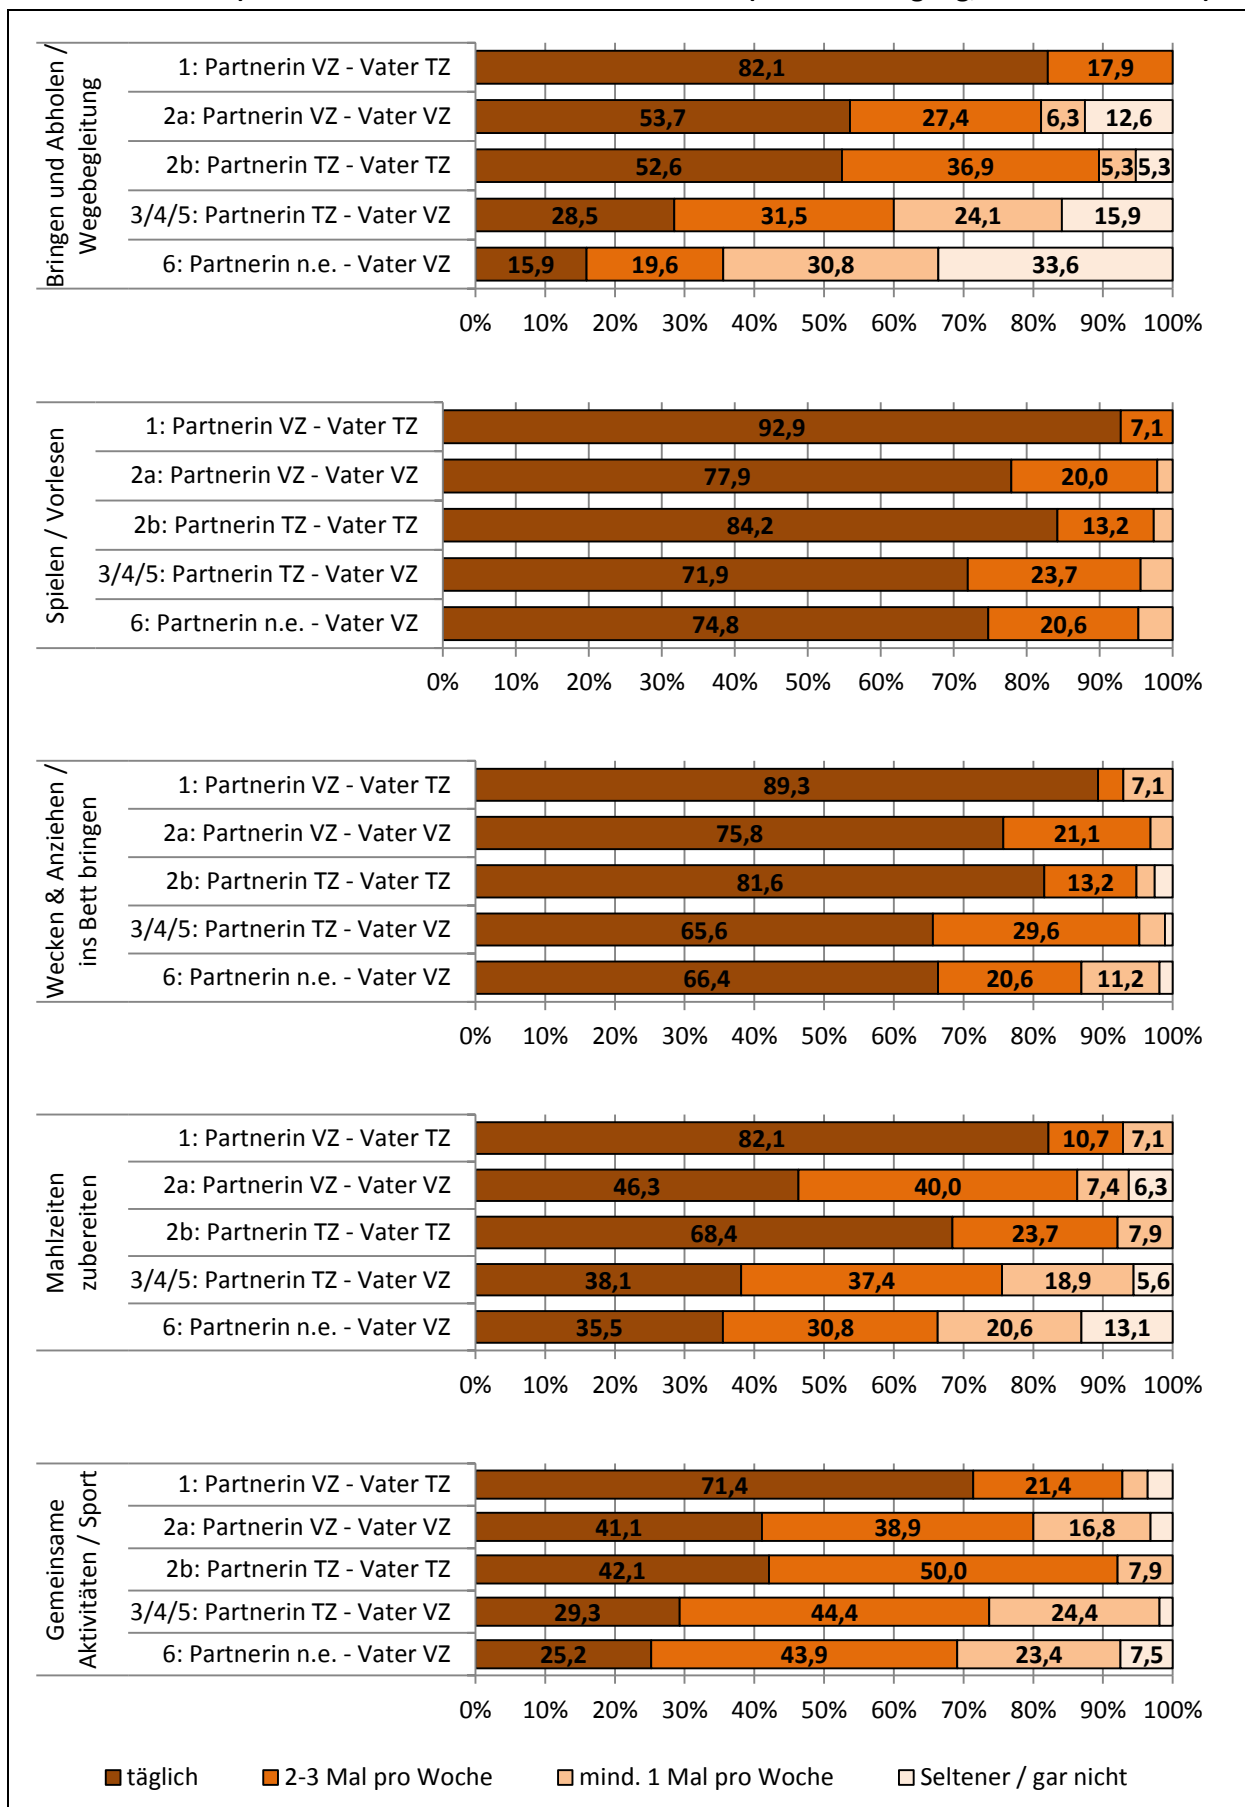 Bringen und Abholen /
Wegebegleitung
1: Partnerin VZ - Vater TZ
82,1
17,9
2a: Partnerin VZ - Vater VZ
53,7
27,4
6,3
12,6
2b: Partnerin TZ - Vater TZ
52,6
36,9
5,3
5,3
3/4/5: Partnerin TZ - Vater VZ
28,5
31,5
24,1
15,9
6: Partnerin n.e. - Vater VZ
15,9
19,6
30,8
33,6
0% 10% 20% 30% 40% 50% 60% 70% 80% 90% 100%
Spielen / Vorlesen
1: Partnerin VZ - Vater TZ
92,9
7,1
2a: Partnerin VZ - Vater VZ
77,9
20,0
2b: Partnerin TZ - Vater TZ
84,2
13,2
3/4/5: Partnerin TZ - Vater VZ
71,9
23,7
6: Partnerin n.e. - Vater VZ
74,8
20,6
0% 10% 20% 30% 40% 50% 60% 70% 80% 90% 100%
Wecken & Anziehen /
ins Bett bringen
1: Partnerin VZ - Vater TZ
89,3
7,1
2a: Partnerin VZ - Vater VZ
75,8
21,1
2b: Partnerin TZ - Vater TZ
81,6
13,2
3/4/5: Partnerin TZ - Vater VZ
65,6
29,6
6: Partnerin n.e. - Vater VZ
66,4
20,6
11,2
0% 10% 20% 30% 40% 50% 60% 70% 80% 90% 100%
Mahlzeiten
zubereiten
1: Partnerin VZ - Vater TZ
82,1
10,7
7,1
2a: Partnerin VZ - Vater VZ
46,3
40,0
7,4
6,3
2b: Partnerin TZ - Vater TZ
68,4
23,7
7,9
3/4/5: Partnerin TZ - Vater VZ
38,1
37,4
18,9
5,6
6: Partnerin n.e. - Vater VZ
35,5
30,8
20,6
13,1
0% 10% 20% 30% 40% 50% 60% 70% 80% 90% 100%
Gemeinsame
Aktivitäten / Sport
1: Partnerin VZ - Vater TZ
71,4
21,4
2a: Partnerin VZ - Vater VZ
41,1
38,9
16,8
2b: Partnerin TZ - Vater TZ
42,1
50,0
7,9
3/4/5: Partnerin TZ - Vater VZ
29,3
44,4
24,4
6: Partnerin n.e. - Vater VZ
25,2
43,9
23,4
7,5
0% 10% 20% 30% 40% 50% 60% 70% 80% 90% 100%
täglich
2-3 Mal pro Woche
mind. 1 Mal pro Woche
Seltener / gar nicht